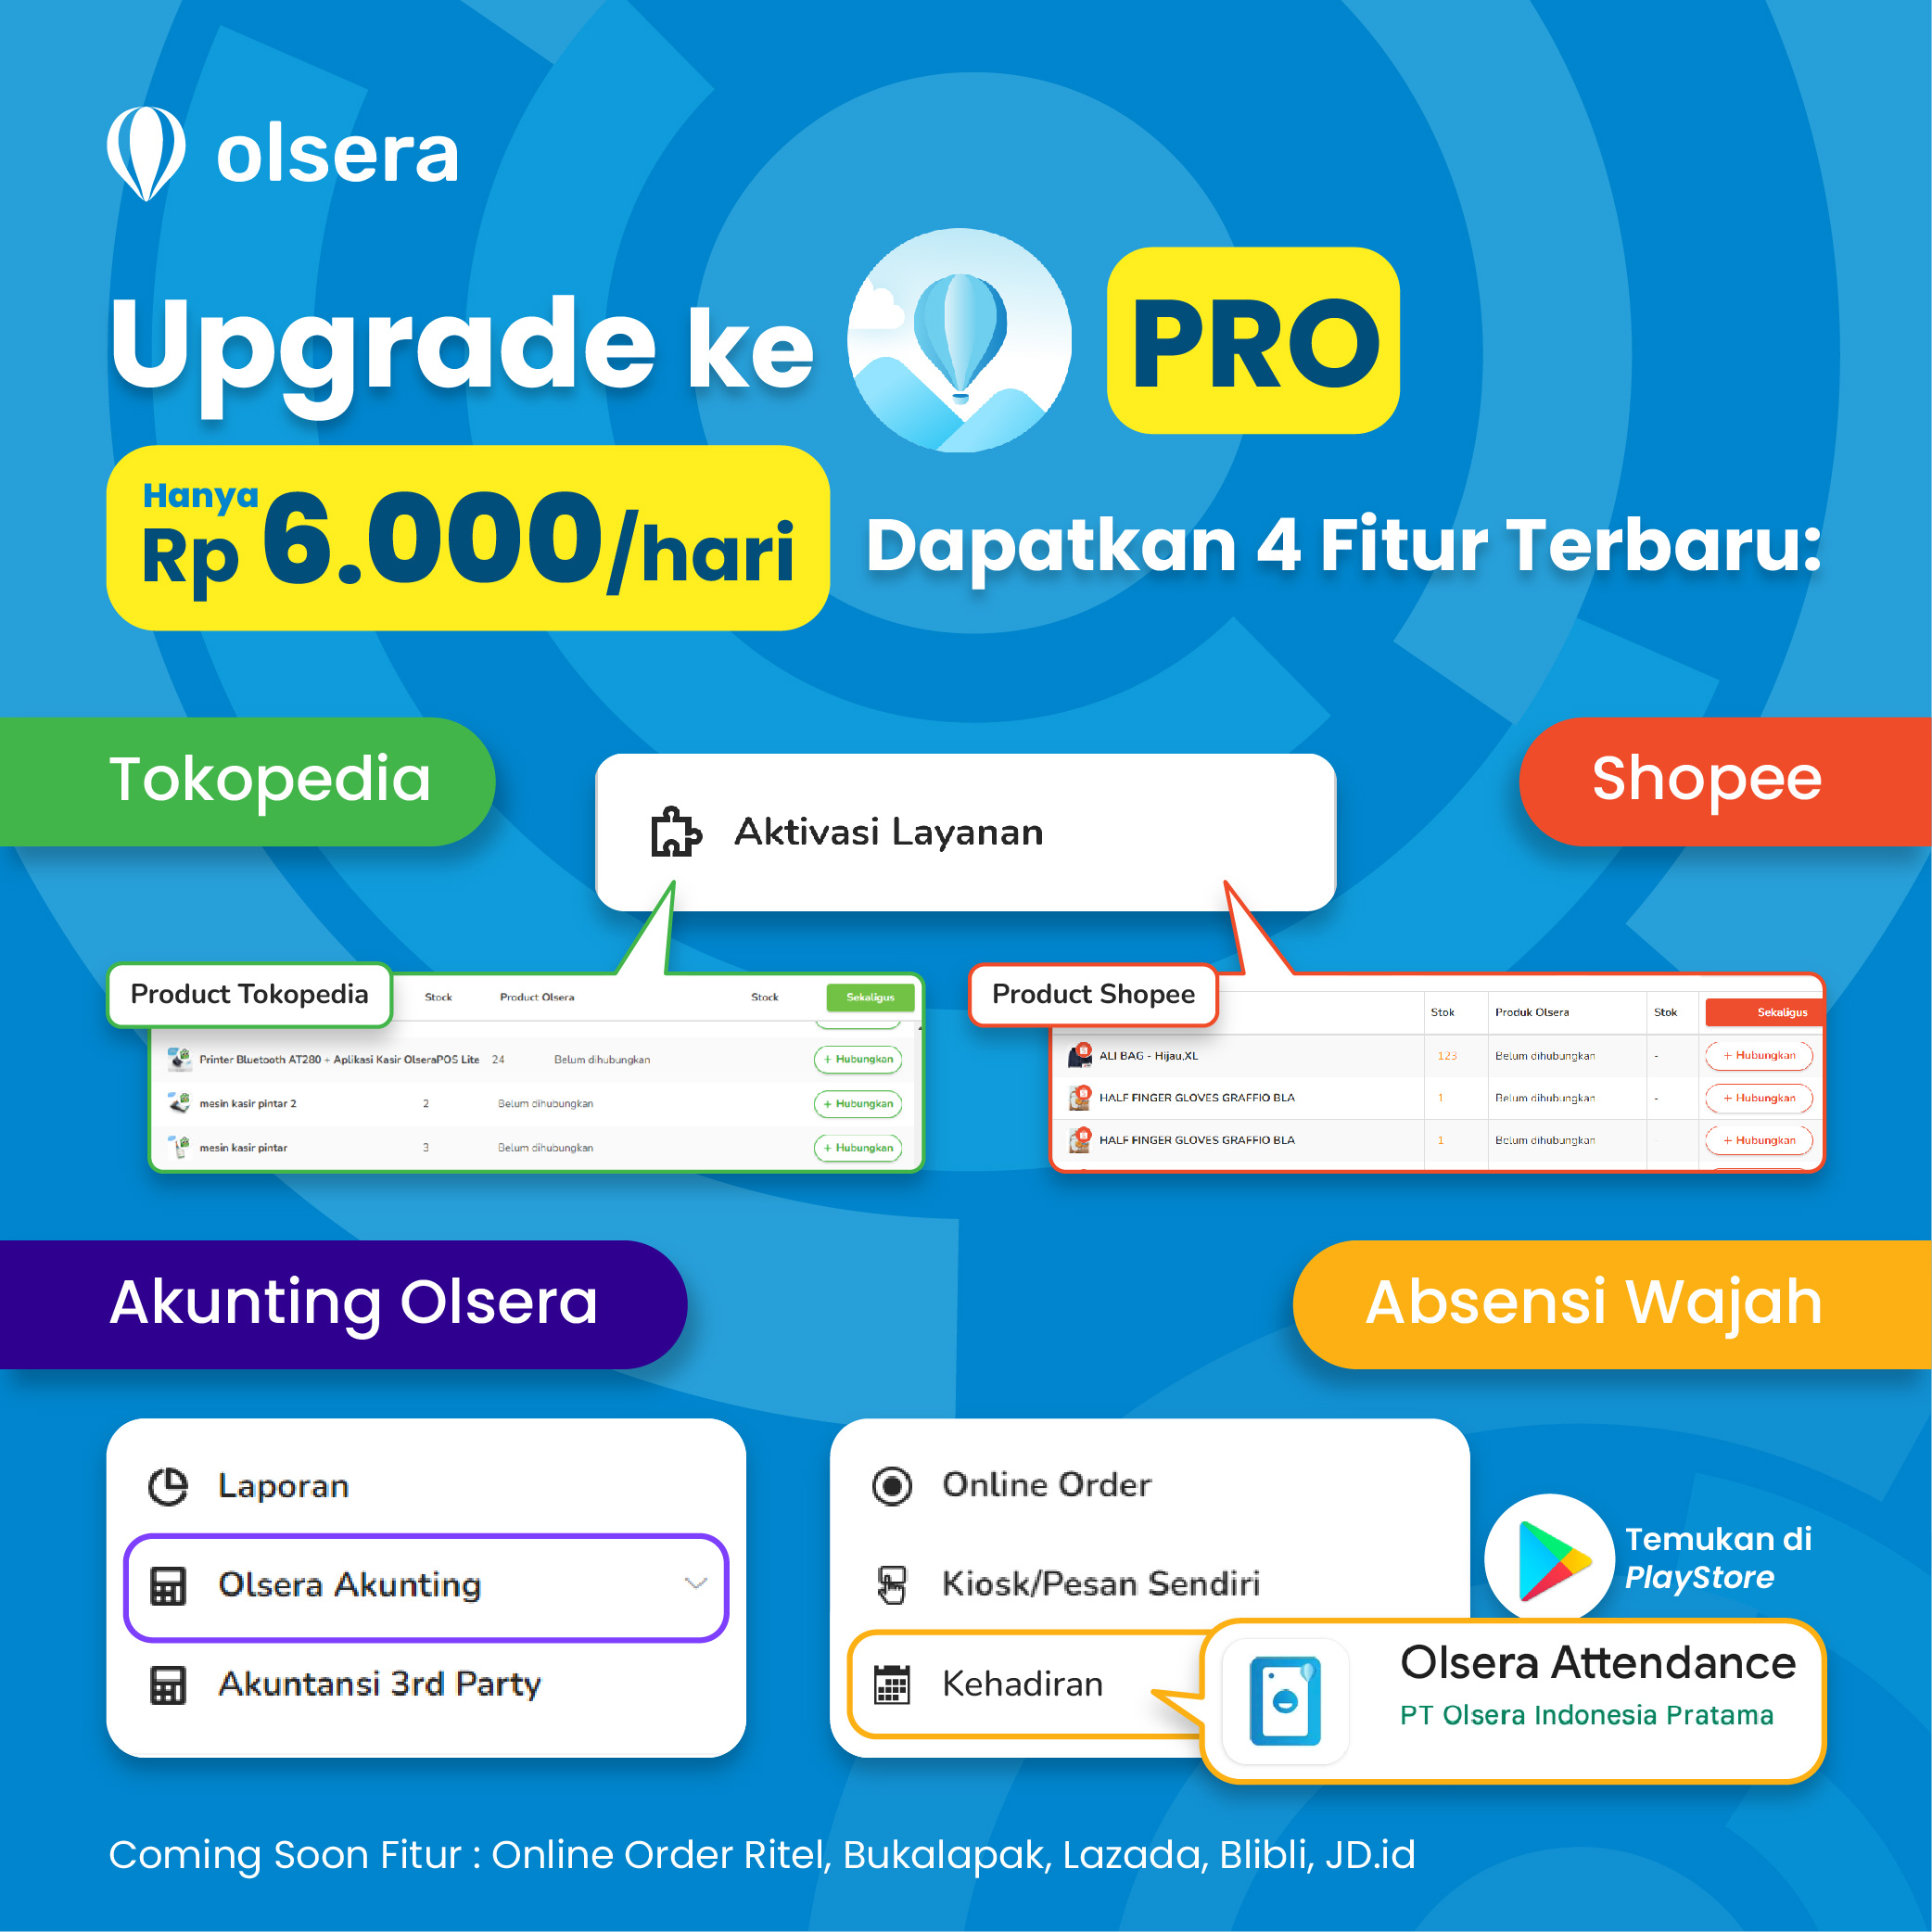 olsera
Upgrade ke PRO
Hanya
Rp 6.000/hari
Dapatkan 4 Fitur Terbaru:
Tokopedia
Shopee
Aktivasi Layanan
Product Tokopedia
Stock Product Olsera Stock Sekaligus
Printer Bluetooth AT280 + Aplikasi Kasir OlseraPOS Lite 24 Belum dihubungkan + Hubungkan
mesin kasir pintar 2 2 Belum dihubungkan + Hubungkan
mesin kasir pintar 3 Belum dihubungkan + Hubungkan
Product Shopee
Stok Produk Olsera Stok Sekaligus
ALI BAG - Hijau,XL 123 Belum dihubungkan - + Hubungkan
HALF FINGER GLOVES GRAFFIO BLA 1 Belum dihubungkan - + Hubungkan
HALF FINGER GLOVES GRAFFIO BLA 1 Belum dihubungkan + Hubungkan
Akunting Olsera
Absensi Wajah
Laporan
Olsera Akunting
Akuntansi 3rd Party
Online Order
Kiosk/Pesan Sendiri
Kehadiran
Temukan di
PlayStore
Olsera Attendance
PT Olsera Indonesia Pratama
Coming Soon Fitur : Online Order Ritel, Bukalapak, Lazada, Blibli, JD.id